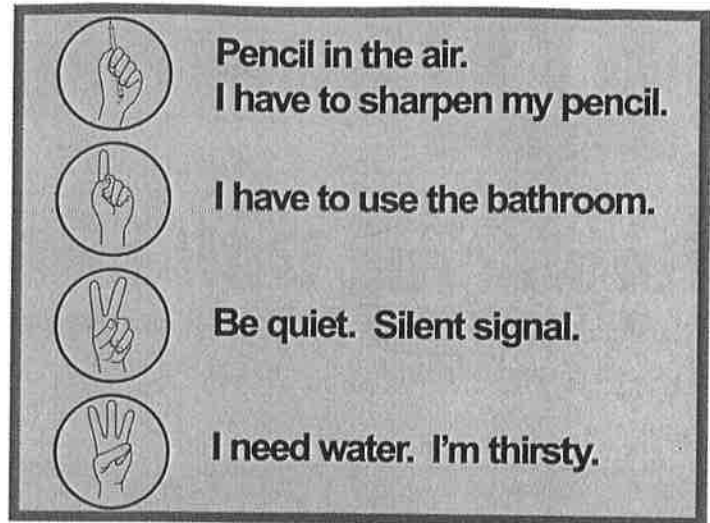 Pencil in the air.
I have to sharpen my pencil.
I have to use the bathroom.
Be quiet.  Silent signal.
I need water.  I'm thirsty.